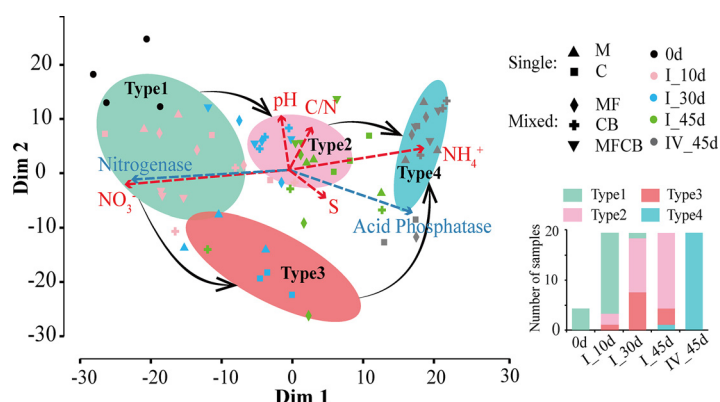 20
10
0
-10
-20
-30
Dim 2
-30
-20
-10
0
10
20
30
Dim 1
Type1
pH
C/N
Type2
Nitrogenase
NO3-
NH4+
Type4
S
Acid Phosphatase
Type3
Single:
M
C
Mixed:
MF
CB
MFCB
0d
I_10d
I_30d
I_45d
IV_45d
Type1
Type3
Type2
Type4
Number of samples
20
10
0
0d
I_10d
I_30d
I_45d
IV_45d